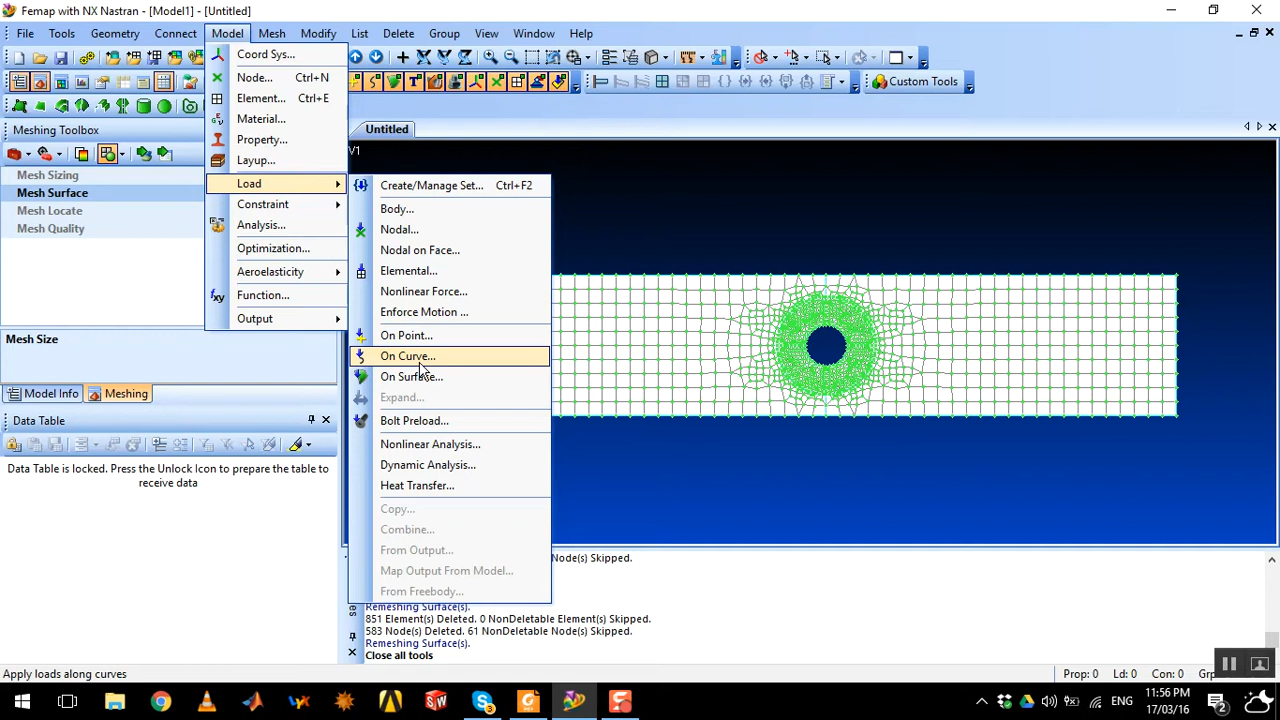 Femap with NX Nastran - [Model1] - [Untitled]
File Tools Geometry Connect Model Mesh Modify List Delete Group View Window Help
Custom Tools
Meshing Toolbox
Mesh Sizing
Mesh Surface
Mesh Locate
Mesh Quality
Mesh Size
Model Info Meshing
Data Table
Data Table is locked. Press the Unlock Icon to prepare the table to
receive data
Coord Sys...
Node... Ctrl+N
Element... Ctrl+E
Material...
Property...
Layup...
Load
Constraint
Analysis...
Optimization...
Aeroelasticity
Function...
Output
Create/Manage Set... Ctrl+F2
Body...
Nodal...
Nodal on Face...
Elemental...
Nonlinear Force...
Enforce Motion ...
On Point...
On Curve...
On Surface...
Expand...
Bolt Preload...
Nonlinear Analysis...
Dynamic Analysis...
Heat Transfer...
Copy...
Combine...
From Output...
Map Output From Model...
From Freebody...
Untitled
V1
Node(s) Skipped.
Remeshing Surface(s).
851 Element(s) Deleted. 0 NonDeletable Element(s) Skipped.
583 Node(s) Deleted. 61 NonDeletable Node(s) Skipped.
Remeshing Surface(s).
Close all tools
Apply loads along curves
Prop: 0 Ld: 0 Con: 0 Grp
ENG
11:56 PM
17/03/16
2